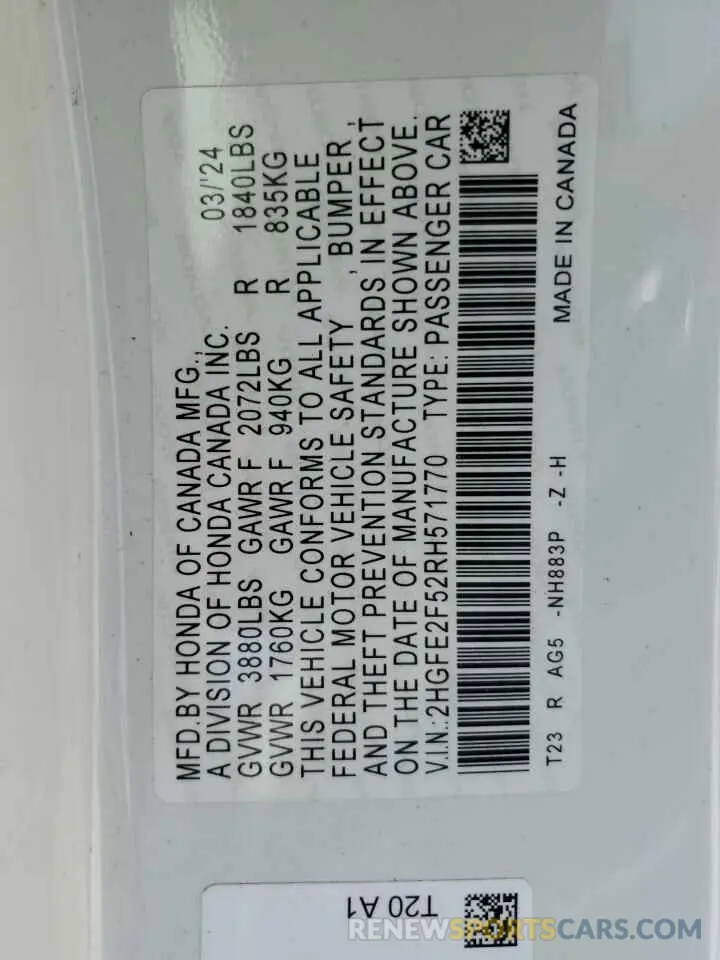 MFD.BY HONDA OF CANADA MFG.,
A DIVISION OF HONDA CANADA INC. 03/'24
GVWR 3880LBS GAWR F 2072LBS R 1840LBS
GVWR 1760KG GAWR F 940KG R 835KG
THIS VEHICLE CONFORMS TO ALL APPLICABLE
FEDERAL MOTOR VEHICLE SAFETY , BUMPER ,
AND THEFT PREVENTION STANDARDS IN EFFECT
ON THE DATE OF MANUFACTURE SHOWN ABOVE.
V.I.N.:2HGFE2F52RH571770 TYPE: PASSENGER CAR
T23 R AG5 -NH883P -Z -H
MADE IN CANADA
T20 A1
RENEWSPORTSCARS.COM